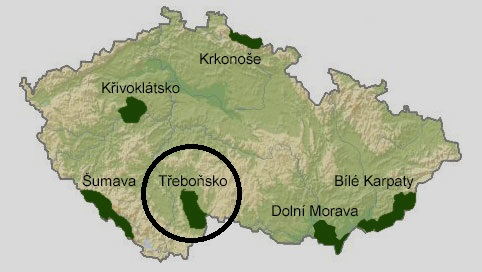 Krkonoše
Křivoklátsko
Šumava
Třeboňsko
Bílé Karpaty
Dolní Morava